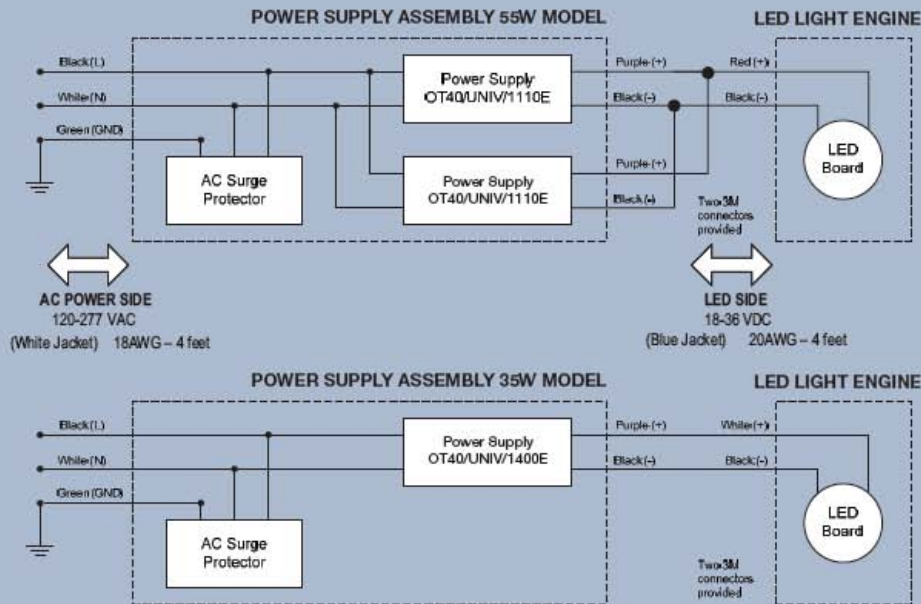 POWER SUPPLY ASSEMBLY 55W MODEL
LED LIGHT ENGINE
Black (L)
White (N)
Green (GND)
AC Surge
Protector
Power Supply
OT40/UNIV/1110E
Power Supply
OT40/UNIV/1110E
Purple (+)
Black (-)
Purple (+)
Black (-)
Red (+)
Black (-)
Two 3M
connectors
provided
LED
Board
AC POWER SIDE
120-277 VAC
(White Jacket) 18AWG – 4 feet
LED SIDE
18-36 VDC
(Blue Jacket) 20AWG – 4 feet
POWER SUPPLY ASSEMBLY 35W MODEL
LED LIGHT ENGINE
Black (L)
White (N)
Green (GND)
AC Surge
Protector
Power Supply
OT40/UNIV/1400E
Purple (+)
Black (-)
White (+)
Black (-)
Two 3M
connectors
provided
LED
Board